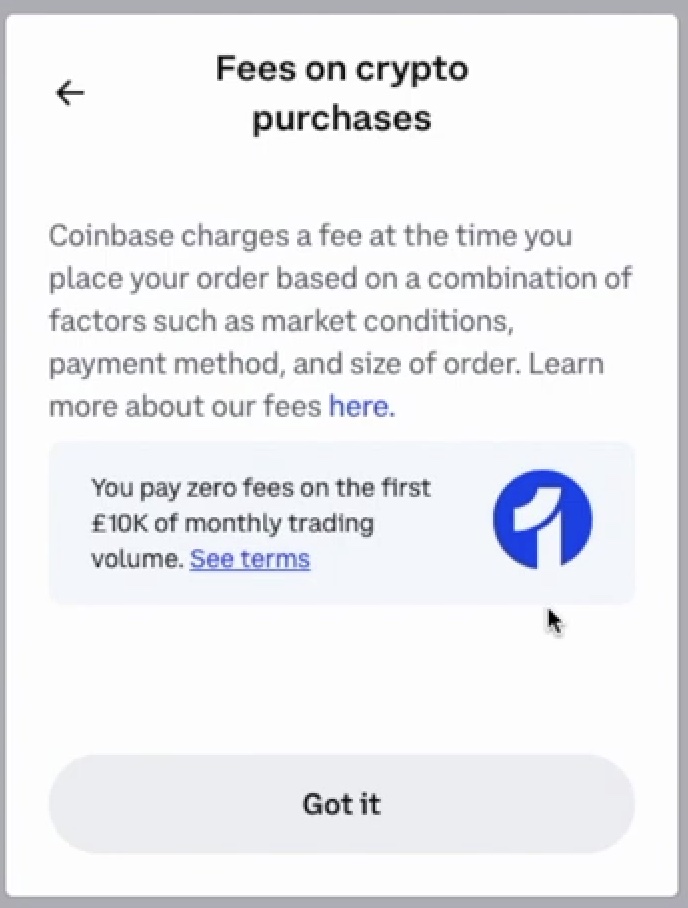 Fees on crypto
purchases
Coinbase charges a fee at the time you
place your order based on a combination of
factors such as market conditions,
payment method, and size of order. Learn
more about our fees here.
You pay zero fees on the first
£10K of monthly trading
volume. See terms
1
Got it